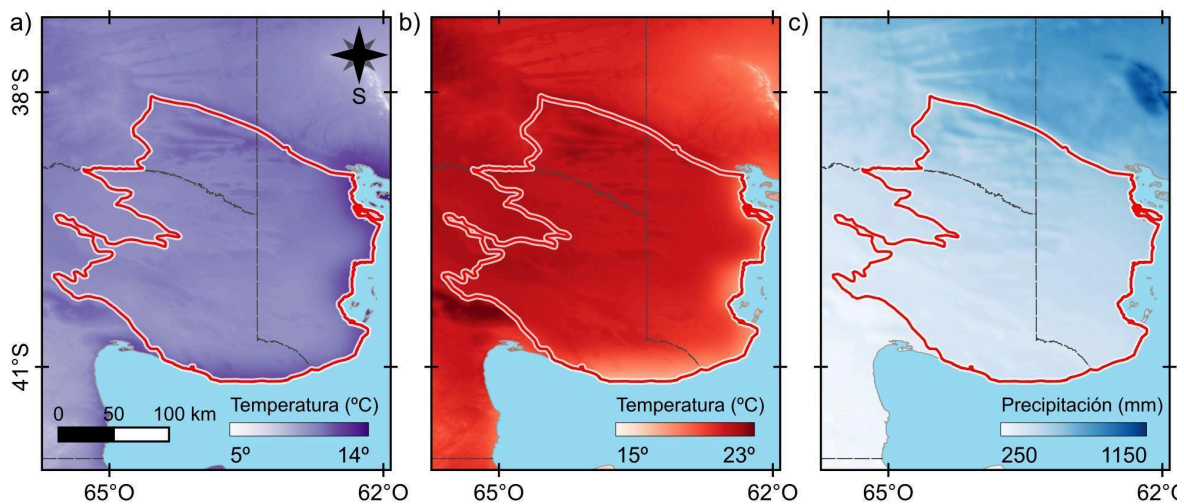 a)
b)
c)
S
38°S
41°S
0 50 100 km
Temperatura (ºC)
5º 14º
Temperatura (ºC)
15º 23º
Precipitación (mm)
250 1150
65°O 62°O
65°O 62°O
65°O 62°O